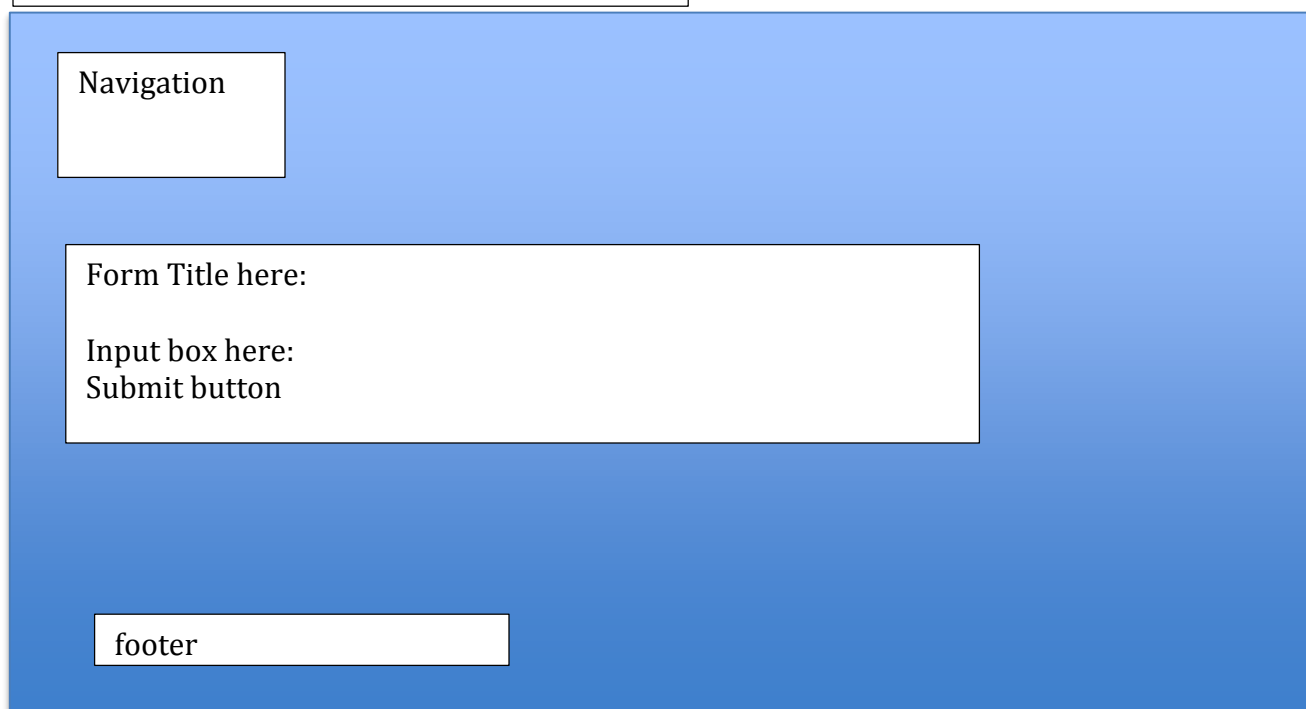 Navigation
Form Title here:
Input box here:
Submit button
footer